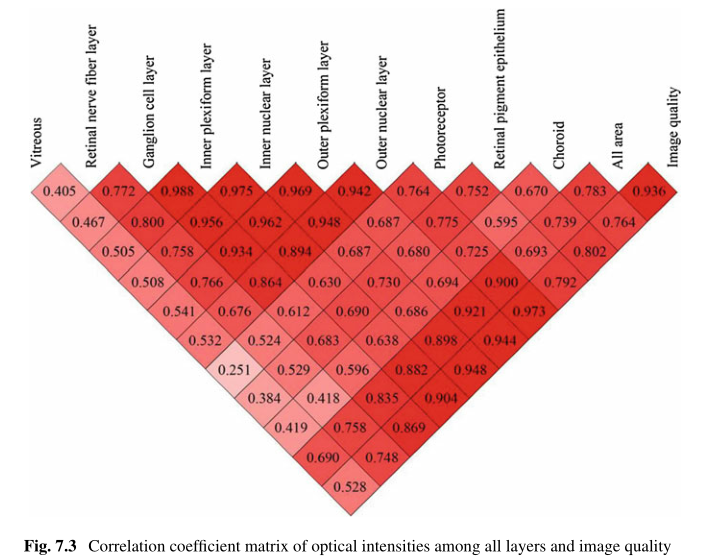 Vitreous
Retinal nerve fiber layer
Ganglion cell layer
Inner plexiform layer
Inner nuclear layer
Outer plexiform layer
Outer nuclear layer
Photoreceptor
Retinal pigment epithelium
Choroid
All area
Image quality
0.405 0.772 0.988 0.975 0.969 0.942 0.764 0.752 0.670 0.783 0.936
0.467 0.800 0.956 0.962 0.948 0.687 0.775 0.595 0.739 0.764
0.505 0.758 0.934 0.894 0.687 0.680 0.725 0.693 0.802
0.508 0.766 0.864 0.630 0.730 0.694 0.900 0.792
0.541 0.676 0.612 0.690 0.686 0.921 0.973
0.532 0.524 0.683 0.638 0.898 0.944
0.251 0.529 0.596 0.882 0.948
0.384 0.418 0.835 0.904
0.419 0.758 0.869
0.690 0.748
0.528
Fig. 7.3 Correlation coefficient matrix of optical intensities among all layers and image quality